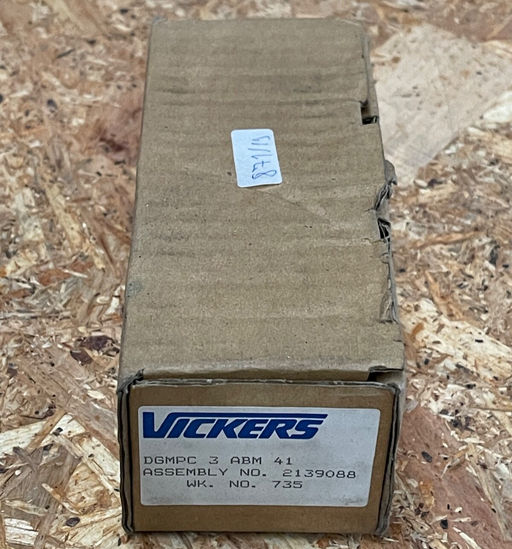 VICKERS
DGMPC 3 ABM 41
ASSEMBLY NO. 2139088
WK. NO. 735